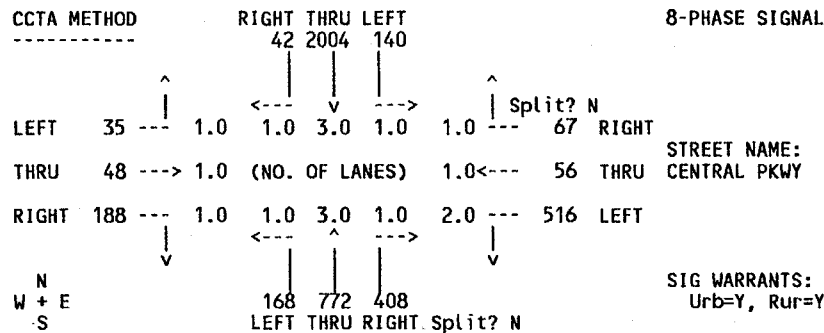 CCTA METHOD RIGHT THRU LEFT 8-PHASE SIGNAL
----------- 42 2004 140
^ ^
<--- v ---> Split? N
LEFT 35 --- 1.0 1.0 3.0 1.0 1.0 --- 67 RIGHT
STREET NAME:
THRU 48 ---> 1.0 (NO. OF LANES) 1.0<--- 56 THRU CENTRAL PKWY
RIGHT 188 --- 1.0 1.0 3.0 1.0 2.0 --- 516 LEFT
<--- ^ --->
v v
N SIG WARRANTS:
W + E 168 772 408 Urb=Y, Rur=Y
S LEFT THRU RIGHT Split? N